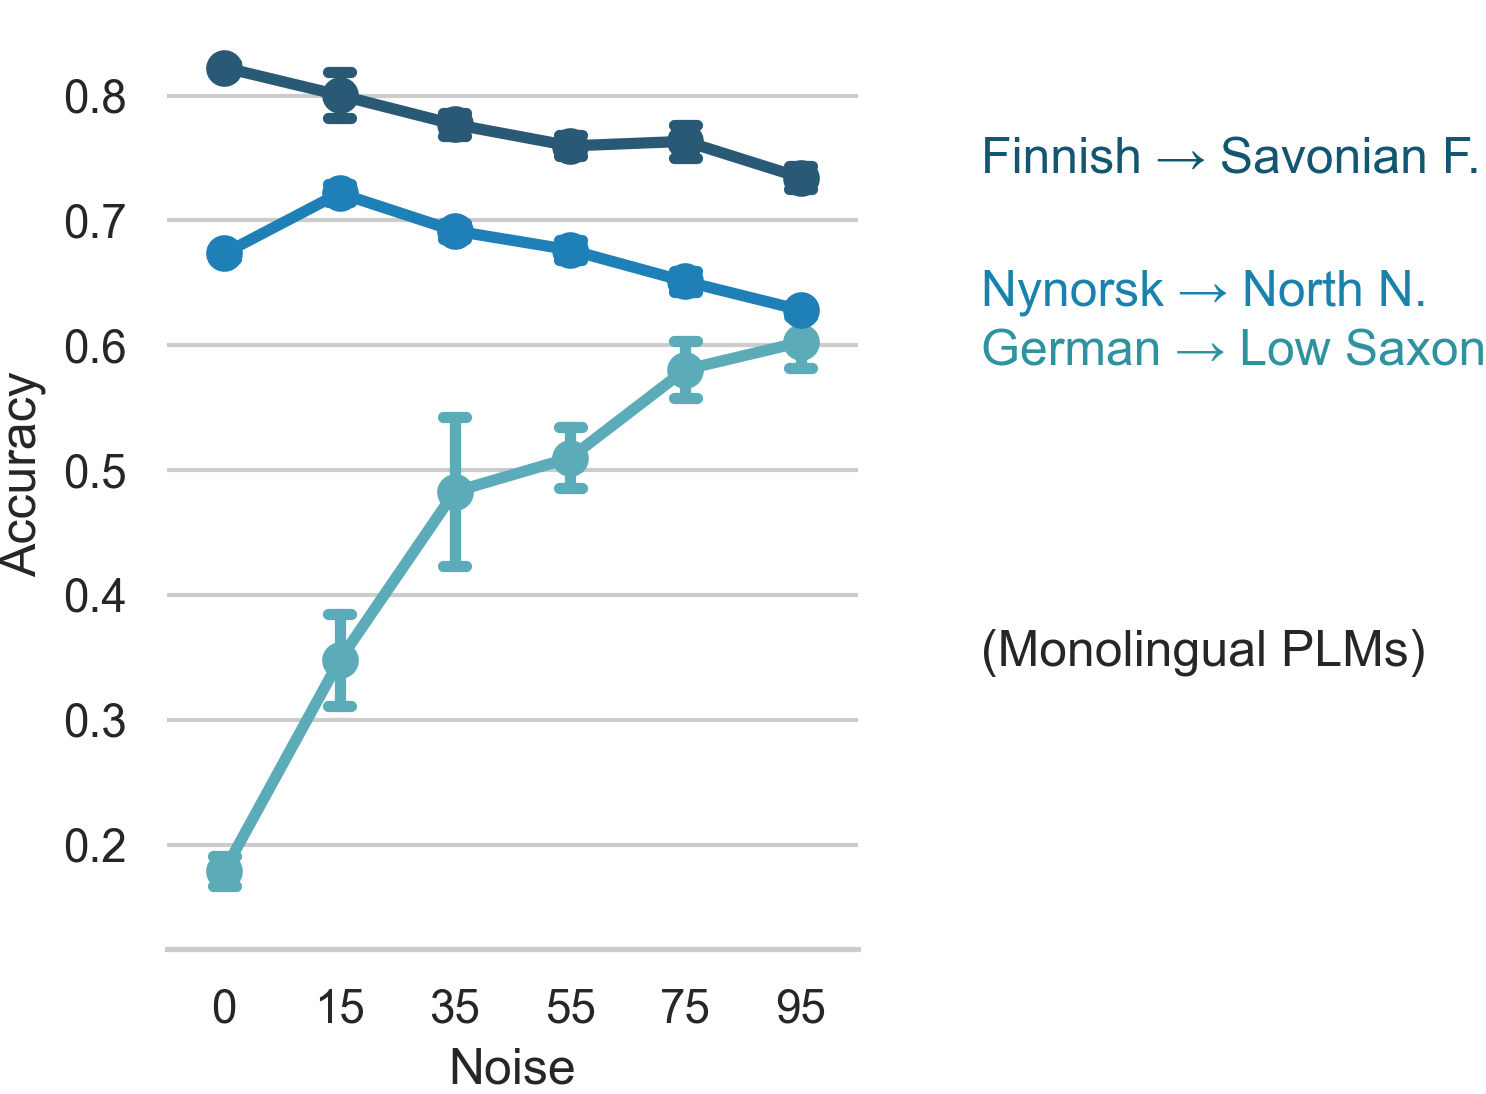 Accuracy
0.8
0.7
0.6
0.5
0.4
0.3
0.2
0 15 35 55 75 95
Noise
Finnish → Savonian F.
Nynorsk → North N.
German → Low Saxon
(Monolingual PLMs)